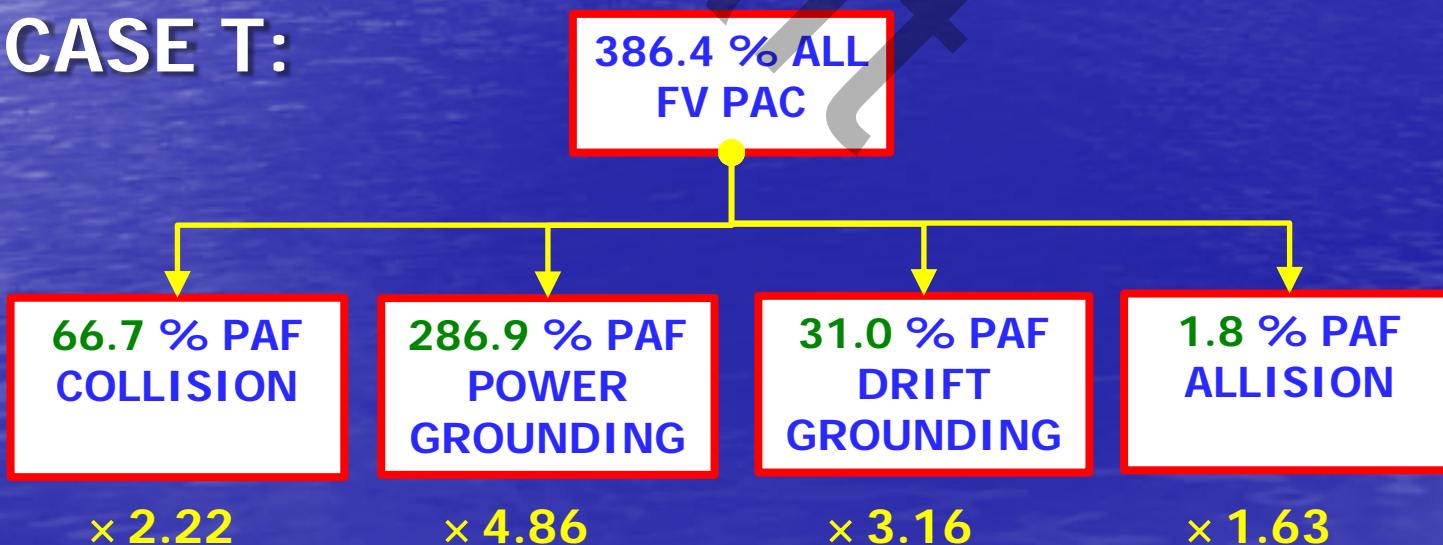 CASE T:
386.4 % ALL
FV PAC
66.7 % PAF
COLLISION
286.9 % PAF
POWER
GROUNDING
31.0 % PAF
DRIFT
GROUNDING
1.8 % PAF
ALLISION
× 2.22
× 4.86
× 3.16
× 1.63